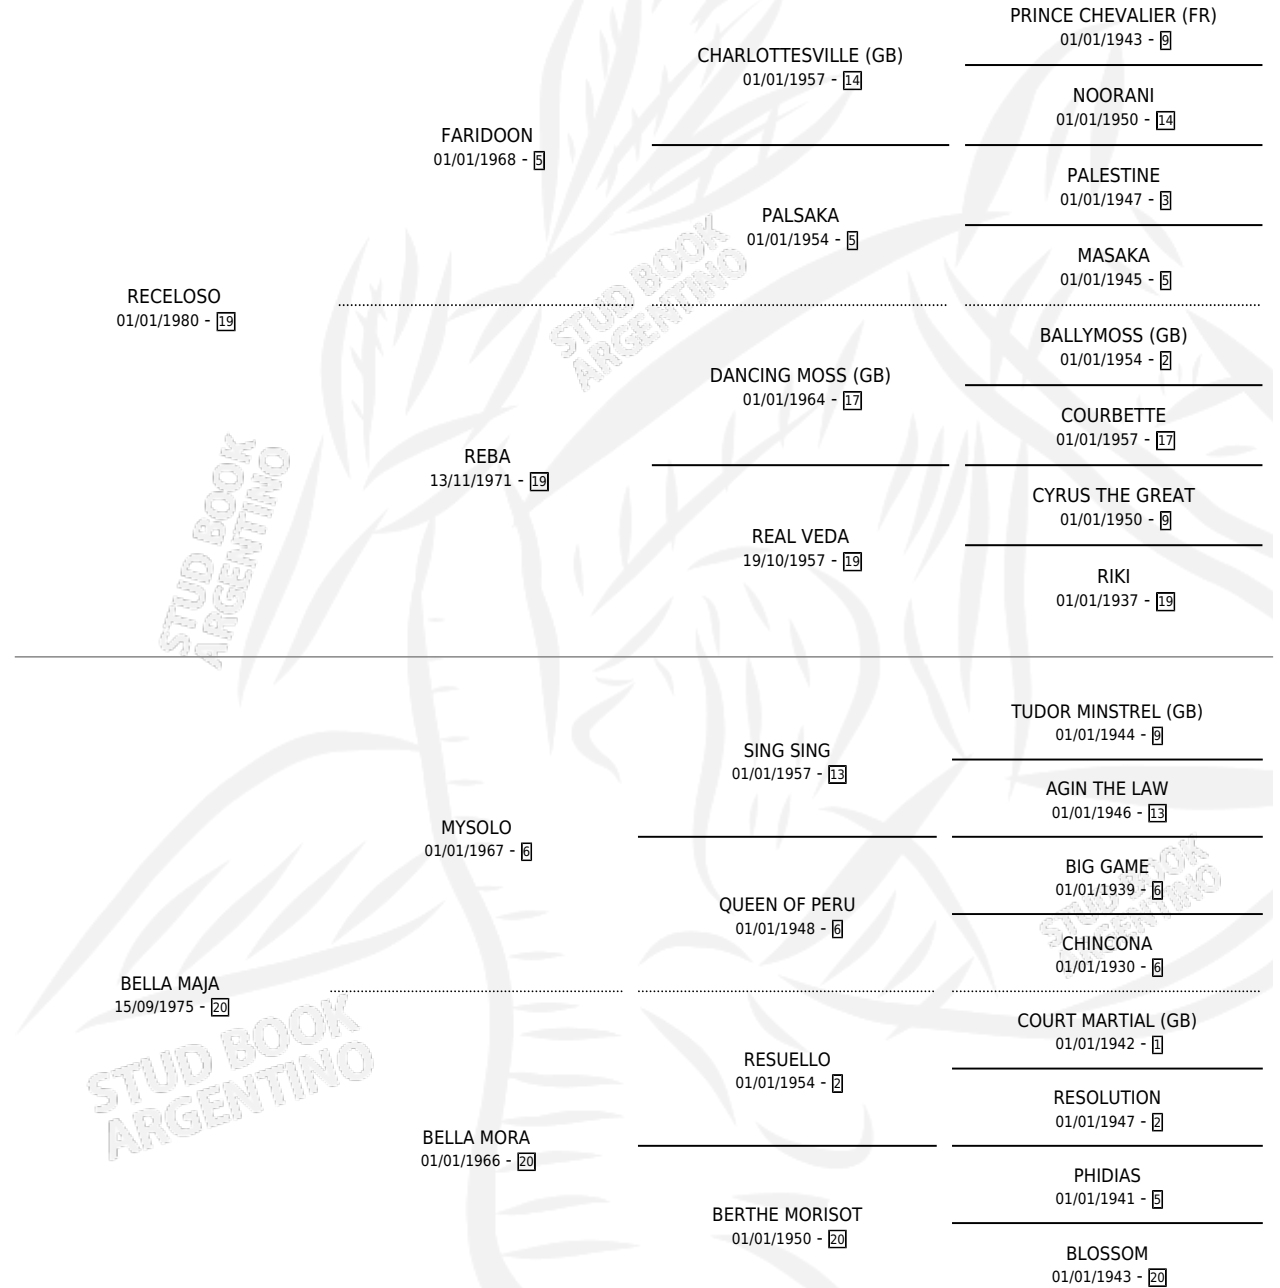 PRINCE CHEVALIER (FR)
01/01/1943 - 9
CHARLOTTESVILLE (GB)
01/01/1957 - 14
NOORANI
01/01/1950 - 14
FARIDOON
01/01/1968 - 5
PALESTINE
01/01/1947 - 3
PALSAKA
01/01/1954 - 5
MASAKA
01/01/1945 - 5
RECELOSO
01/01/1980 - 19
BALLYMOSS (GB)
01/01/1954 - 2
DANCING MOSS (GB)
01/01/1964 - 17
COURBETTE
01/01/1957 - 17
REBA
13/11/1971 - 19
CYRUS THE GREAT
01/01/1950 - 9
REAL VEDA
19/10/1957 - 19
RIKI
01/01/1937 - 19
STUD BOOK
ARGENTINO
STUD BOOK
ARGENTINO
TUDOR MINSTREL (GB)
01/01/1944 - 9
SING SING
01/01/1957 - 13
AGIN THE LAW
01/01/1946 - 13
MYSOLO
01/01/1967 - 6
BIG GAME
01/01/1939 - 6
QUEEN OF PERU
01/01/1948 - 6
CHINCONA
01/01/1930 - 6
BELLA MAJA
15/09/1975 - 20
COURT MARTIAL (GB)
01/01/1942 - 1
RESUELLO
01/01/1954 - 2
RESOLUTION
01/01/1947 - 2
BELLA MORA
01/01/1966 - 20
PHIDIAS
01/01/1941 - 5
BERTHE MORISOT
01/01/1950 - 20
BLOSSOM
01/01/1943 - 20
STUD BOOK
ARGENTINO
STUD BOOK
ARGENTINO